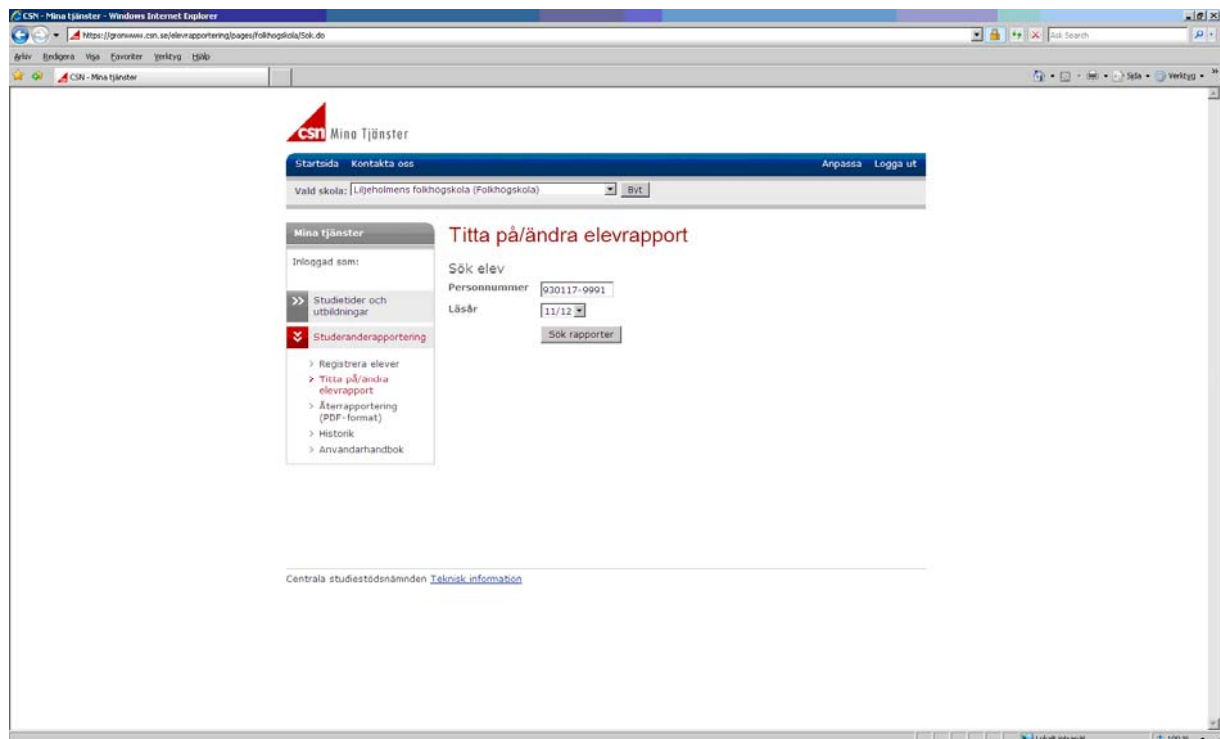 CSN - Mina tjänster - Windows Internet Explorer
https://gronwww.csn.se/elevrapportering/pages/folkhogskola/Sok.do
Ask Search
Arkiv Redigera Visa Favoriter Verktyg Hjälp
CSN - Mina tjänster
Sida
Verktyg
csn Mina Tjänster
Startsida Kontakta oss Anpassa Logga ut
Vald skola: Liljeholmens folkhogskola (Folkhogskola) Byt
Mina tjänster
Inloggad som:
Studietider och
utbildningar
Studeranderapportering
Registrera elever
Titta på/ändra
elevrapport
Återrapportering
(PDF-format)
Historik
Användarhandbok
Titta på/ändra elevrapport
Sök elev
Personnummer 930117-9991
Läsår 11/12
Sök rapporter
Centrala studiestödsnämnden Teknisk information